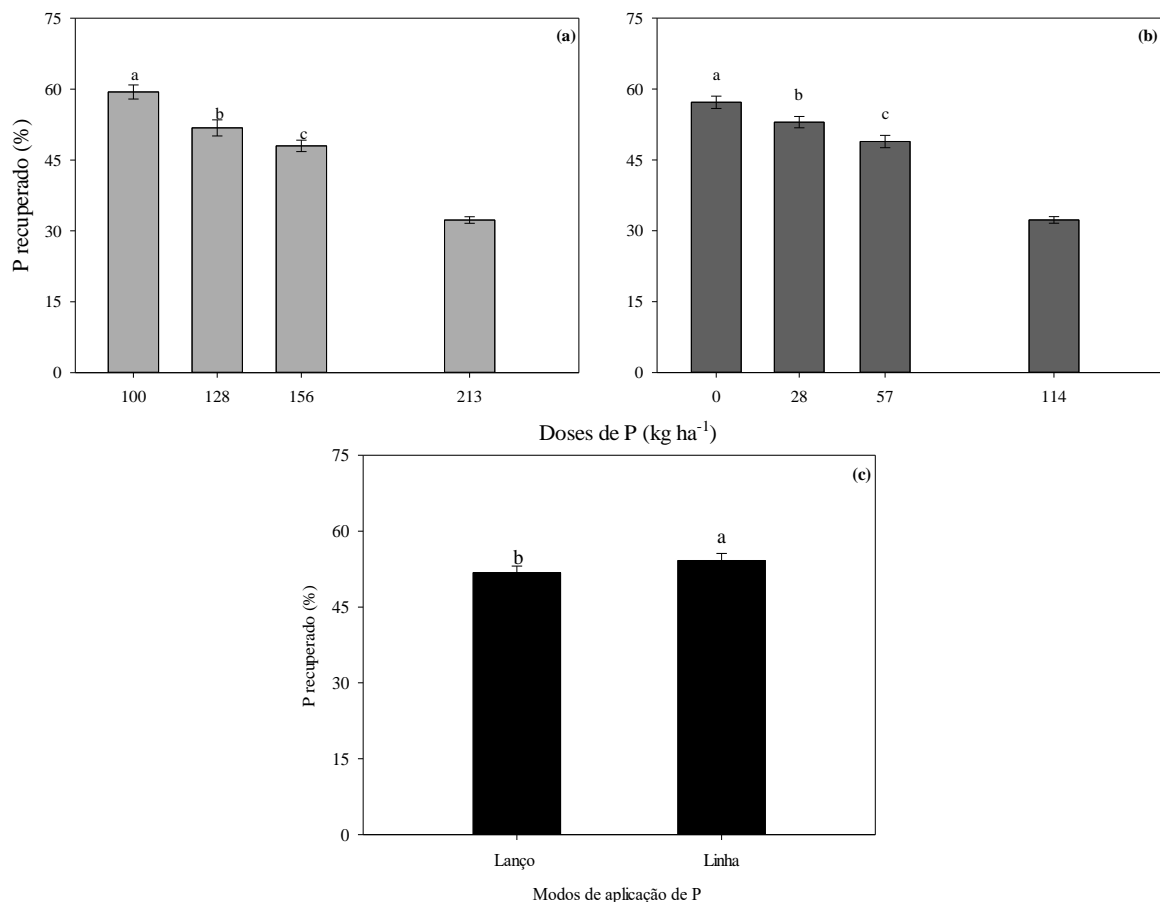 75
(a)
a
60
b
c
45
30
15
0
100 128 156 213
P recuperado (%)
(b)
a
b
c
0 28 57 114
75
60
45
30
15
0
Doses de P (kg ha⁻¹)
75
(c)
60
b
a
45
30
15
0
Lanço Linha
P recuperado (%)
Modos de aplicação de P